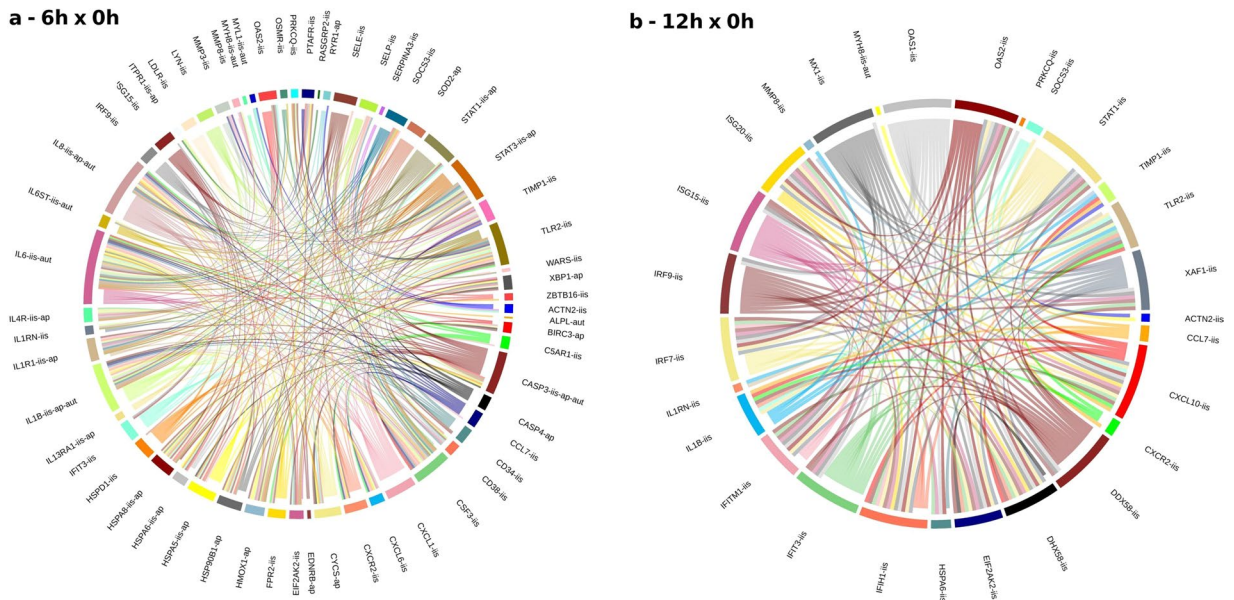 a - 6h x 0h
LYN-iis
MMP3-iis
MMP8-iis
MYH8-iis-aut
MYL1-iis-aut
OAS2-iis
OSMR-iis
PRKCQ-iis
PTAFR-iis
RASGRP2-iis
RYR1-ap
SELE-iis
SELP-iis
SERPINA3-iis
SOCS3-iis
SOD2-ap
STAT1-iis-ap
STAT3-iis-ap
TIMP1-iis
TLR2-iis
WARS-iis
XBP1-ap
ZBTB16-iis
ACTN2-iis
ALPL-aut
BIRC3-ap
C5AR1-iis
CASP3-iis-ap-aut
CASP4-ap
CCL7-iis
CD34-iis
CD38-iis
CSF3-iis
CXCL1-iis
CXCL6-iis
CXCR2-iis
CYCS-ap
EDNRB-ap
EIF2AK2-iis
FPR2-iis
HMOX1-ap
HSP90B1-ap
HSPA5-iis-ap
HSPA6-iis-ap
HSPA8-iis-ap
HSPD1-iis
IFIT3-iis
IL13RA1-iis-ap
IL1B-iis-ap-aut
IL1R1-iis-ap
IL1RN-iis
IL4R-iis-ap
IL6-iis-aut
IL6ST-iis-aut
IL8-iis-ap-aut
IRF9-iis
ISG15-iis
ITPR1-iis-ap
LDLR-iis
b - 12h x 0h
MYH8-iis-aut
OAS1-iis
OAS2-iis
PRKCQ-iis
SOCS3-iis
STAT1-iis
TIMP1-iis
TLR2-iis
XAF1-iis
ACTN2-iis
CCL7-iis
CXCL10-iis
CXCR2-iis
DDX58-iis
DHX58-iis
EIF2AK2-iis
HSPA6-iis
IFIH1-iis
IFIT3-iis
IFITM1-iis
IL1B-iis
IL1RN-iis
IRF7-iis
IRF9-iis
ISG15-iis
ISG20-iis
MMP8-iis
MX1-iis